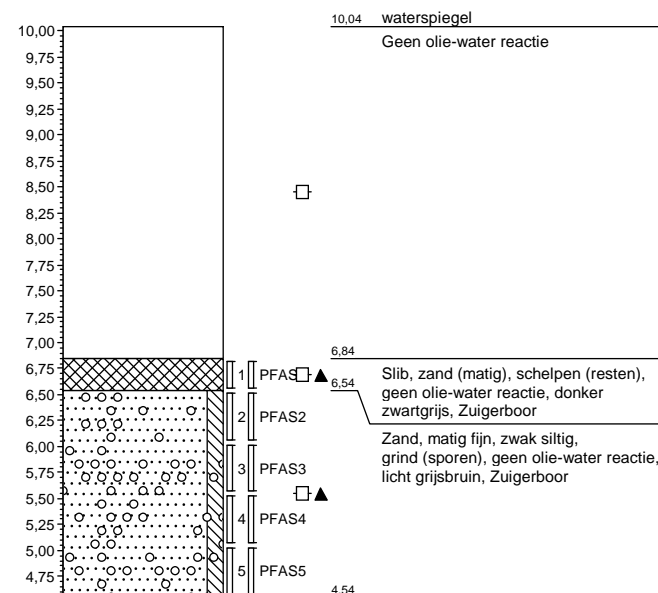 10,04 waterspiegel
Geen olie-water reactie
10,00
9,75
9,50
9,25
9,00
8,75
8,50
8,25
8,00
7,75
7,50
7,25
7,00
6,75
6,50
6,25
6,00
5,75
5,50
5,25
5,00
4,75
1 PFAS
2 PFAS2
3 PFAS3
4 PFAS4
5 PFAS5
6,84
Slib, zand (matig), schelpen (resten),
geen olie-water reactie, donker
zwartgrijs, Zuigerboor
6,54
Zand, matig fijn, zwak siltig,
grind (sporen), geen olie-water reactie,
licht grijsbruin, Zuigerboor
4,54